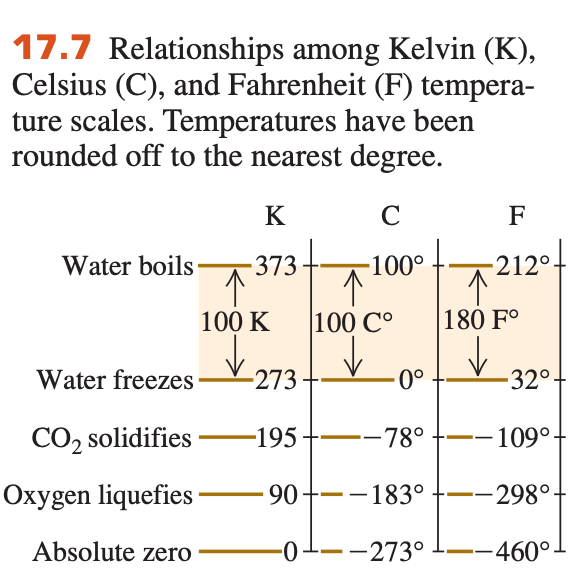 17.7 Relationships among Kelvin (K),
Celsius (C), and Fahrenheit (F) tempera-
ture scales. Temperatures have been
rounded off to the nearest degree.
K C F
Water boils 373 100° 212°
100 K 100 C° 180 F°
Water freezes 273 0° 32°
CO₂ solidifies 195 −78° −109°
Oxygen liquefies 90 −183° −298°
Absolute zero 0 −273° −460°